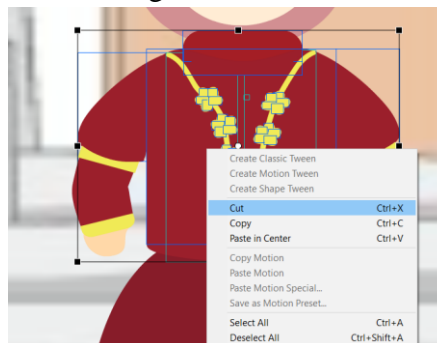 Create Classic Tween
Create Motion Tween
Create Shape Tween
Cut Ctrl+X
Copy Ctrl+C
Paste in Center Ctrl+V
Copy Motion
Paste Motion
Paste Motion Special...
Save as Motion Preset...
Select All Ctrl+A
Deselect All Ctrl+Shift+A